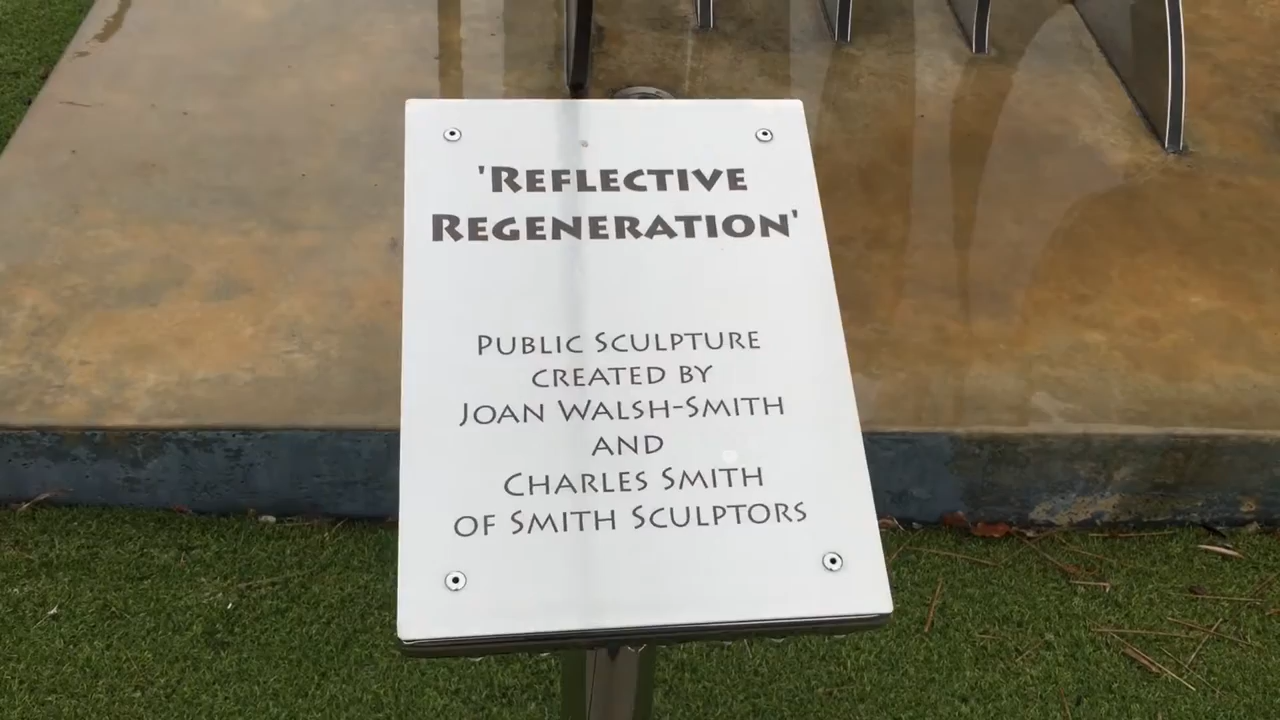 'Reflective
Regeneration'
Public Sculpture
created by
Joan Walsh-Smith
and
Charles Smith
of Smith Sculptors